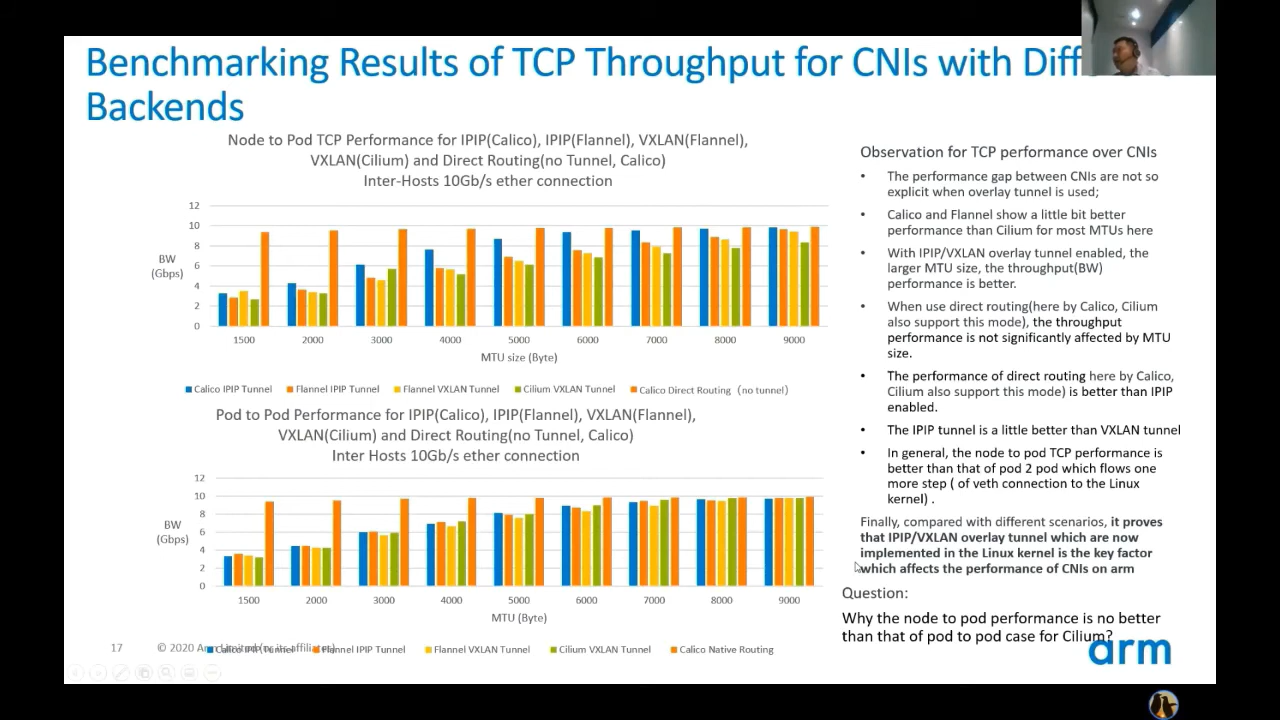 Benchmarking Results of TCP Throughput for CNIs with Diff
Backends
Node to Pod TCP Performance for IPIP(Calico), IPIP(Flannel), VXLAN(Flannel),
VXLAN(Cilium) and Direct Routing(no Tunnel, Calico)
Inter-Hosts 10Gb/s ether connection
12
10
8
6
4
2
0
BW
(Gbps)
1500 2000 3000 4000 5000 6000 7000 8000 9000
MTU size (Byte)
Calico IPIP Tunnel Flannel IPIP Tunnel Flannel VXLAN Tunnel Cilium VXLAN Tunnel Calico Direct Routing （no tunnel）
Pod to Pod Performance for IPIP(Calico), IPIP(Flannel), VXLAN(Flannel),
VXLAN(Cilium) and Direct Routing(no Tunnel, Calico)
Inter Hosts 10Gb/s ether connection
12
10
8
6
4
2
0
BW
(Gbps)
1500 2000 3000 4000 5000 6000 7000 8000 9000
MTU (Byte)
Calico IPIP Tunnel Flannel IPIP Tunnel Flannel VXLAN Tunnel Cilium VXLAN Tunnel Calico Native Routing
Observation for TCP performance over CNIs
• The performance gap between CNIs are not so
explicit when overlay tunnel is used;
• Calico and Flannel show a little bit better
performance than Cilium for most MTUs here
• With IPIP/VXLAN overlay tunnel enabled, the
larger MTU size, the throughput(BW)
performance is better.
• When use direct routing(here by Calico, Cilium
also support this mode), the throughput
performance is not significantly affected by MTU
size.
• The performance of direct routing here by Calico,
Cilium also support this mode) is better than IPIP
enabled.
• The IPIP tunnel is a little better than VXLAN tunnel
• In general, the node to pod TCP performance is
better than that of pod 2 pod which flows one
more step ( of veth connection to the Linux
kernel) .
Finally, compared with different scenarios, it proves
that IPIP/VXLAN overlay tunnel which are now
implemented in the Linux kernel is the key factor
which affects the performance of CNIs on arm
Question:
Why the node to pod performance is no better
than that of pod to pod case for Cilium?
17 © 2020 Arm Limited (or its affiliates)
arm